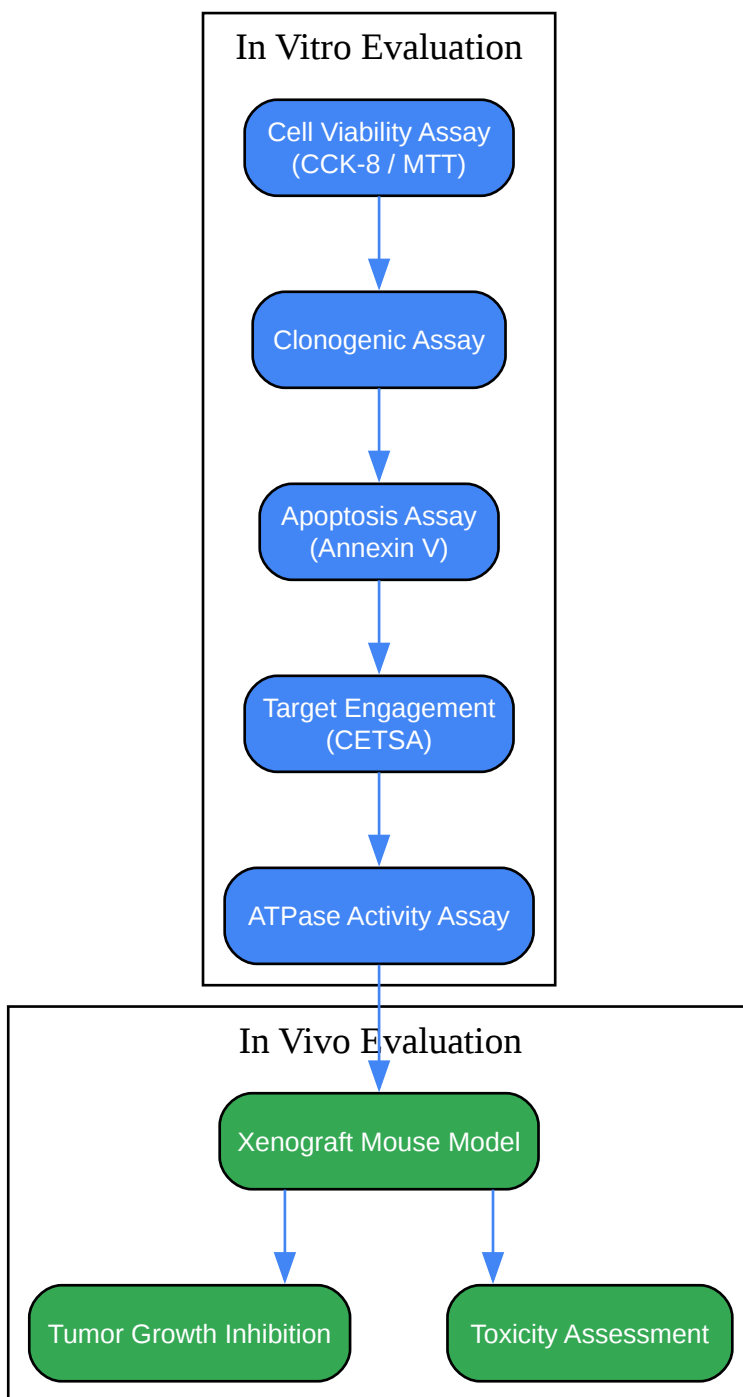 In Vitro Evaluation
Cell Viability Assay
(CCK-8 / MTT)
Clonogenic Assay
Apoptosis Assay
(Annexin V)
Target Engagement
(CETSA)
ATPase Activity Assay
In Vivo Evaluation
Xenograft Mouse Model
Tumor Growth Inhibition
Toxicity Assessment